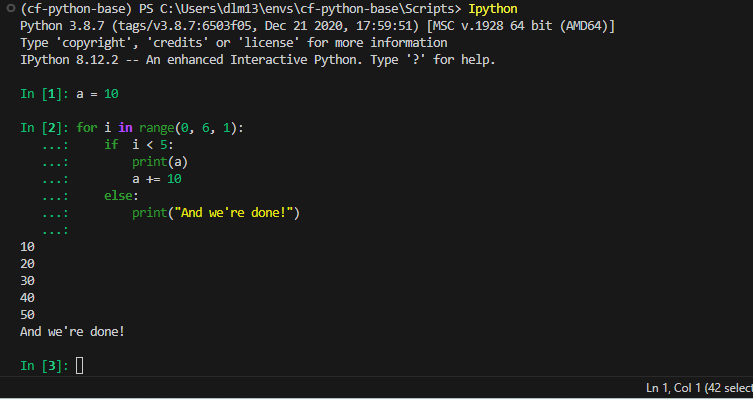 (cf-python-base) PS C:\Users\dlm13\envs\cf-python-base\Scripts> Ipython
Python 3.8.7 (tags/v3.8.7:6503f05, Dec 21 2020, 17:59:51) [MSC v.1928 64 bit (AMD64)]
Type 'copyright', 'credits' or 'license' for more information
IPython 8.12.2 -- An enhanced Interactive Python. Type '?' for help.
In [1]: a = 10
In [2]: for i in range(0, 6, 1):
   ...:     if  i < 5:
   ...:         print(a)
   ...:         a += 10
   ...:     else:
   ...:         print("And we're done!")
   ...:
10
20
30
40
50
And we're done!
In [3]:
Ln 1, Col 1 (42 select